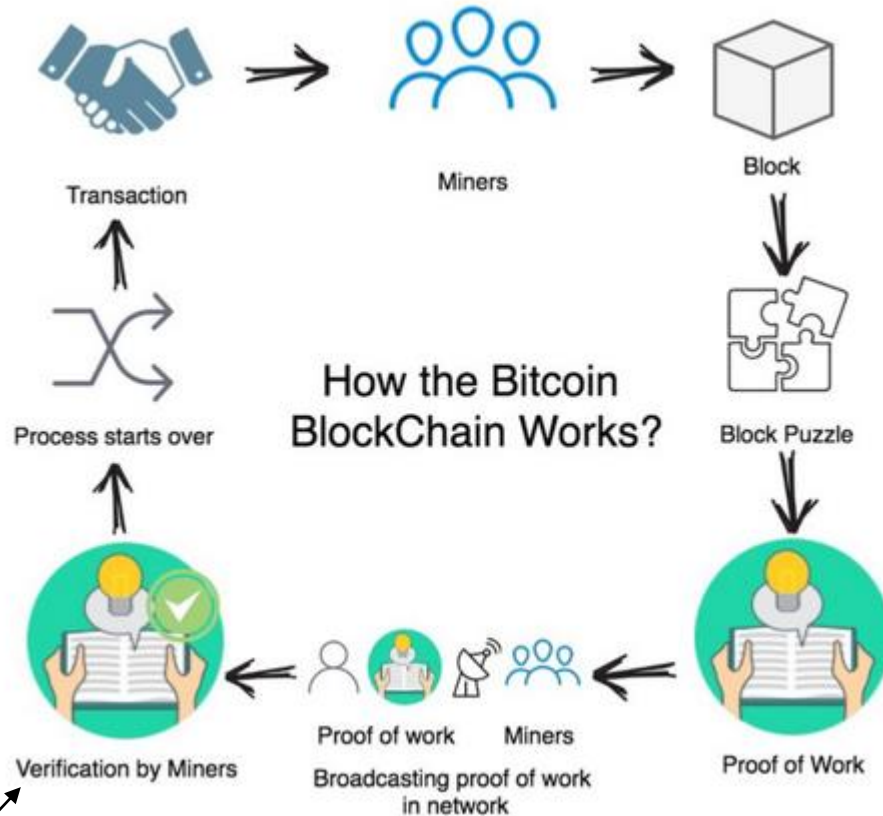 Transaction
Miners
Block
Process starts over
How the Bitcoin
BlockChain Works?
Block Puzzle
Verification by Miners
Proof of work
Miners
Broadcasting proof of work
in network
Proof of Work